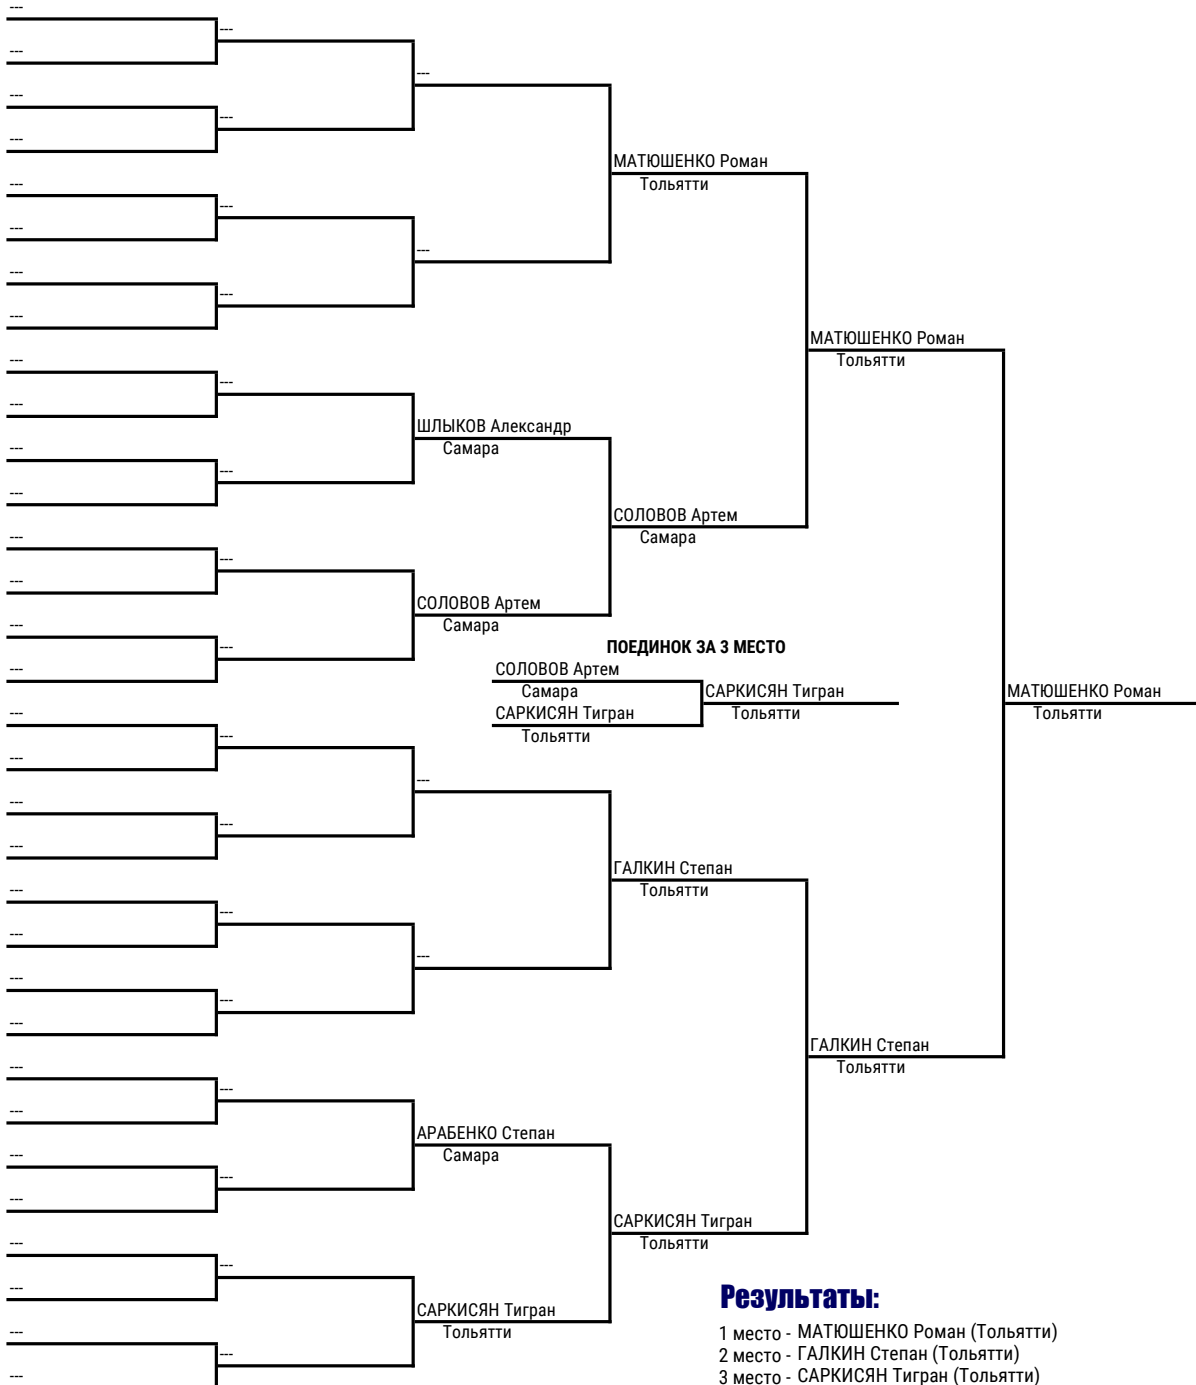 ---
---
---
---
---
---
---
---
---
---
---
---
---
---
МАТЮШЕНКО Роман
Тольятти
---
---
---
---
---
---
---
---
---
---
---
---
ШЛЫКОВ Александр
Самара
СОЛОВОВ Артем
Самара
СОЛОВОВ Артем
Самара
МАТЮШЕНКО Роман
Тольятти
ПОЕДИНОК ЗА 3 МЕСТО
СОЛОВОВ Артем
Самара
САРКИСЯН Тигран
Тольятти
САРКИСЯН Тигран
Тольятти
МАТЮШЕНКО Роман
Тольятти
---
---
---
---
---
---
---
---
---
---
---
---
---
---
ГАЛКИН Степан
Тольятти
ГАЛКИН Степан
Тольятти
---
---
---
---
---
---
---
---
---
---
---
---
АРАБЕНКО Степан
Самара
САРКИСЯН Тигран
Тольятти
САРКИСЯН Тигран
Тольятти
Результаты:
1 место - МАТЮШЕНКО Роман (Тольятти)
2 место - ГАЛКИН Степан (Тольятти)
3 место - САРКИСЯН Тигран (Тольятти)